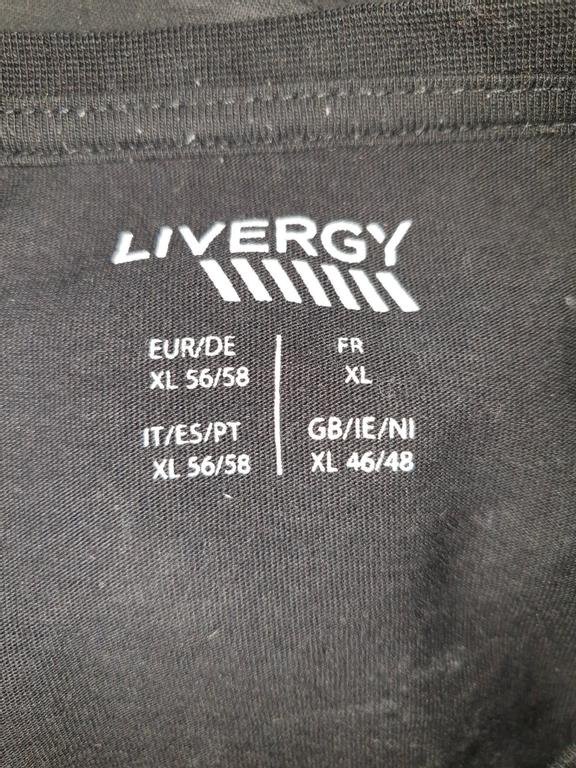 LIVERGY
EUR/DE
XL 56/58
FR
XL
IT/ES/PT
XL 56/58
GB/IE/NI
XL 46/48